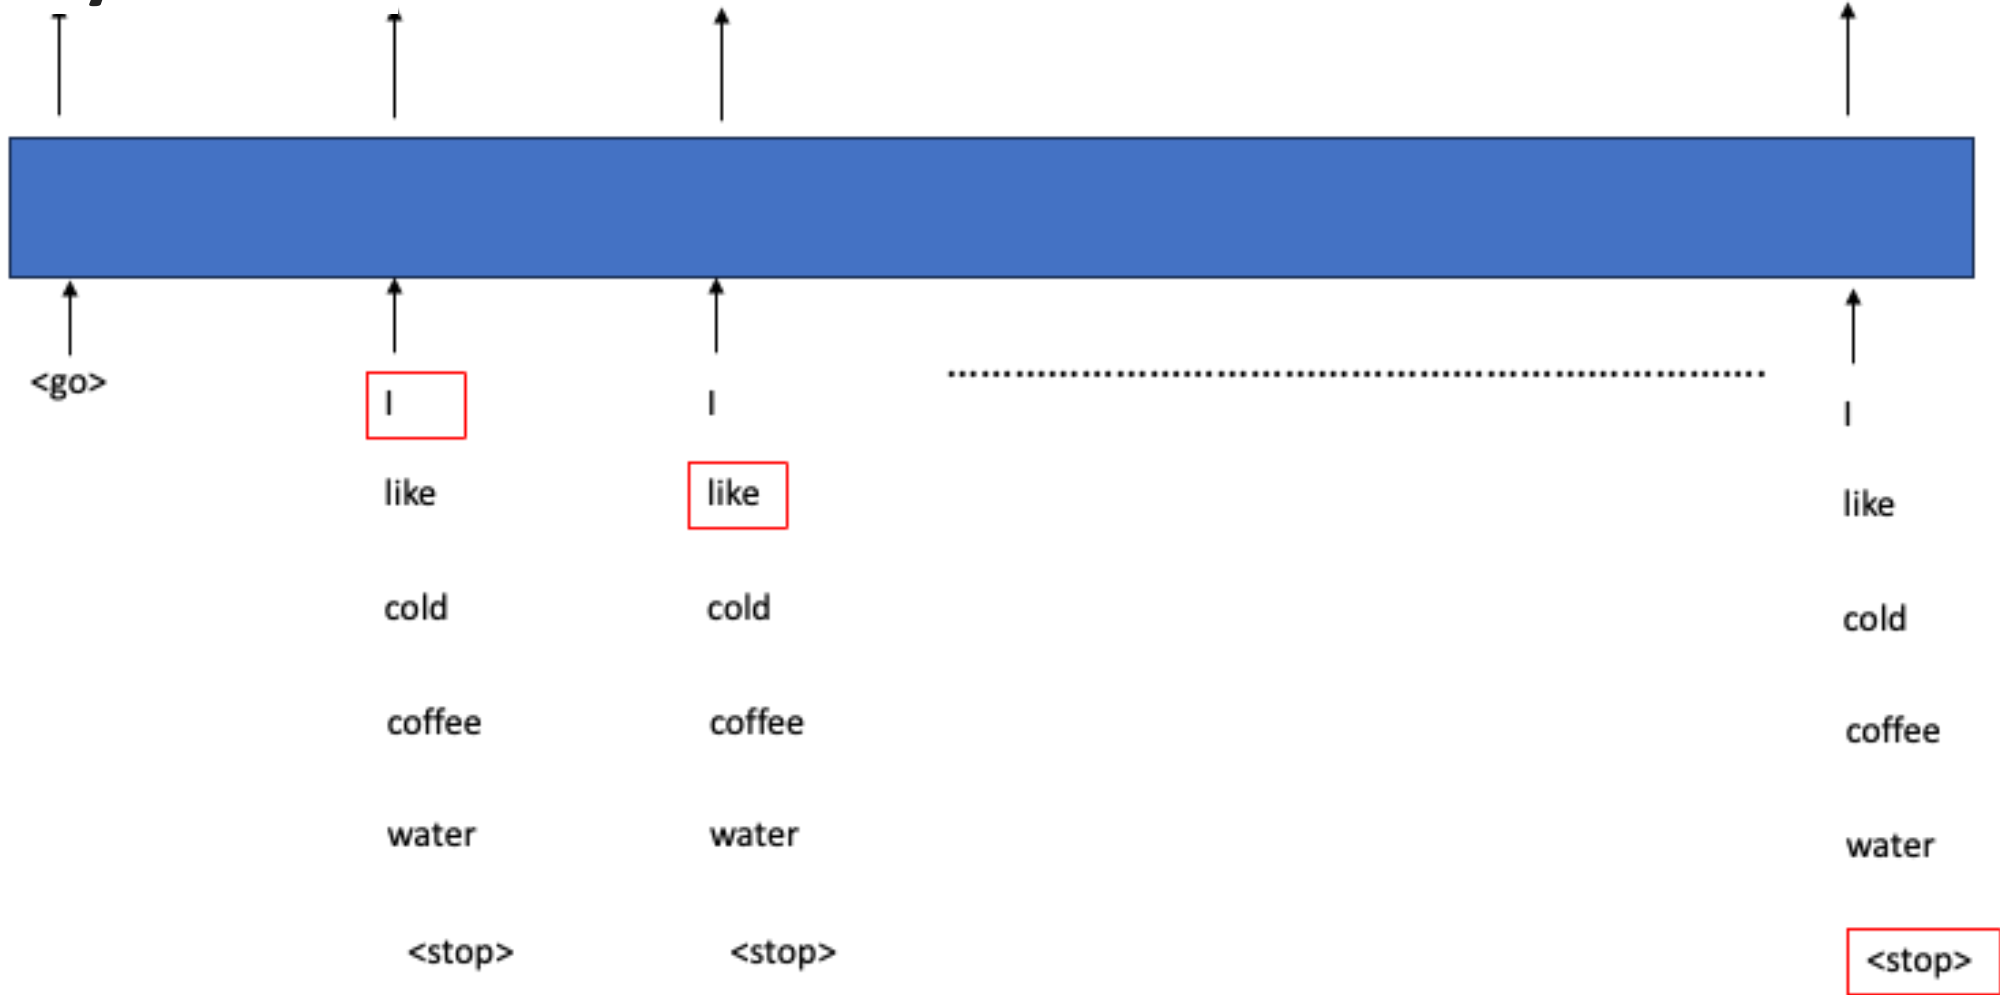 <go>
I
like
cold
coffee
water
<stop>
I
like
cold
coffee
water
<stop>
I
like
cold
coffee
water
<stop>